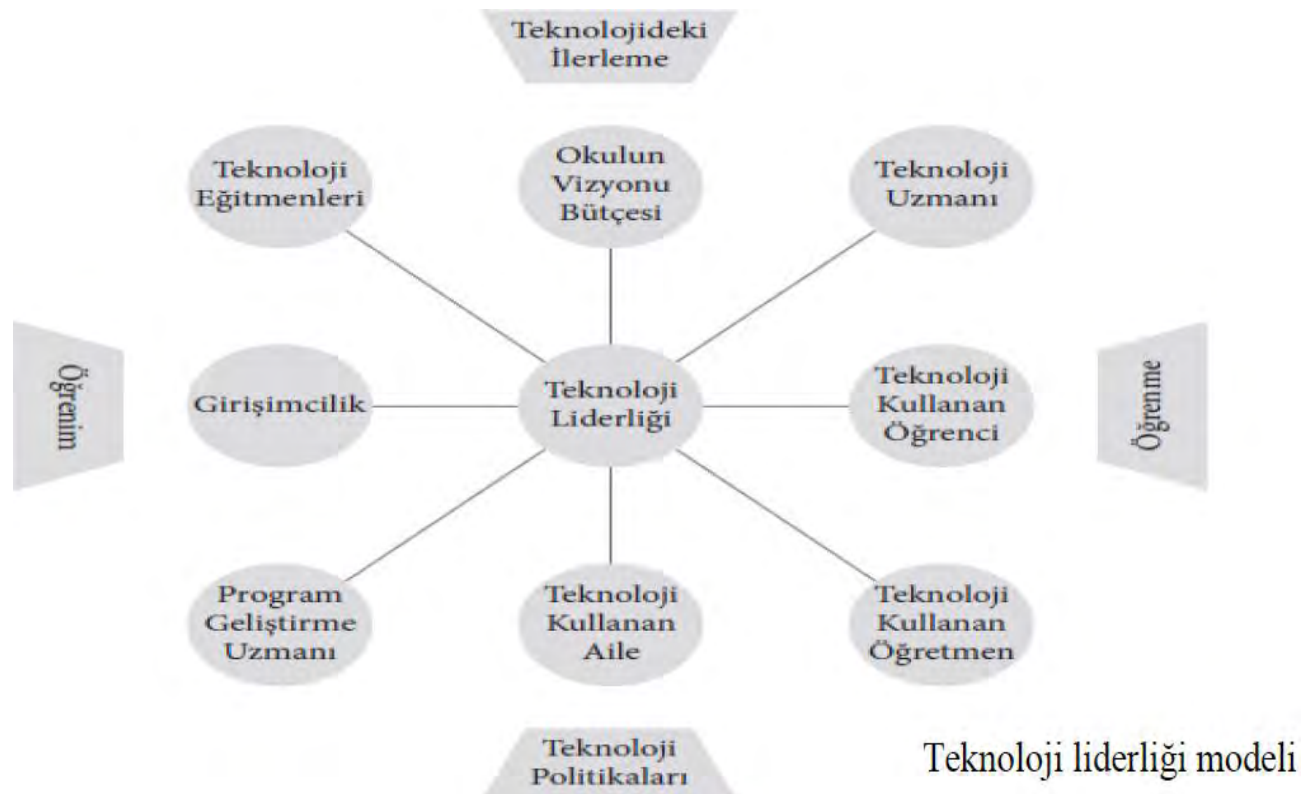 Teknolojideki
İlerleme
Teknoloji
Eğitmenleri
Okulun
Vizyonu
Bütçesi
Teknoloji
Uzmanı
Öğrenim
Girişimcilik
Teknoloji
Liderliği
Teknoloji
Kullanan
Öğrenci
Öğrenme
Program
Geliştirme
Uzmanı
Teknoloji
Kullanan
Aile
Teknoloji
Kullanan
Öğretmen
Teknoloji
Politikaları
Teknoloji liderliği modeli